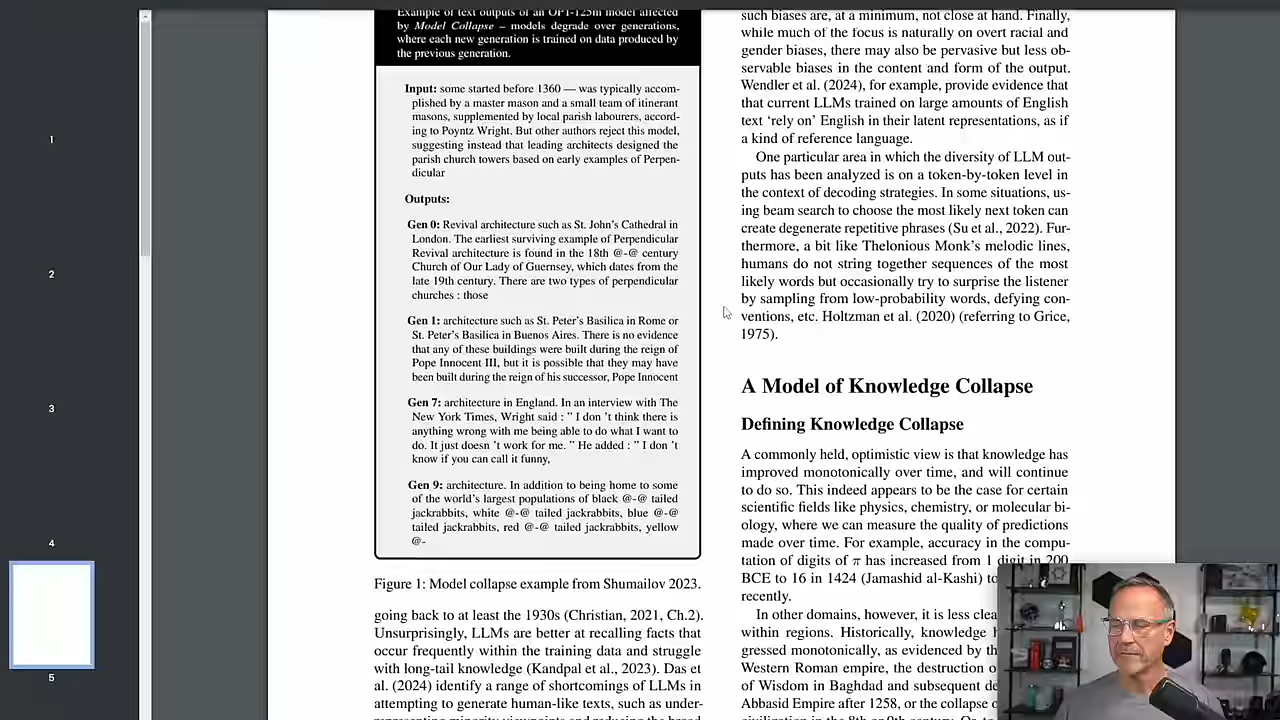 1
2
3
4
5
Example of text outputs of an OPT-125m model affected
by Model Collapse – models degrade over generations,
where each new generation is trained on data produced by
the previous generation.
Input: some started before 1360 — was typically accom-
plished by a master mason and a small team of itinerant
masons, supplemented by local parish labourers, accord-
ing to Poyntz Wright. But other authors reject this model,
suggesting instead that leading architects designed the
parish church towers based on early examples of Perpen-
dicular
Outputs:
Gen 0: Revival architecture such as St. John's Cathedral in
London. The earliest surviving example of Perpendicular
Revival architecture is found in the 18th @-@ century
Church of Our Lady of Guernsey, which dates from the
late 19th century. There are two types of perpendicular
churches : those
Gen 1: architecture such as St. Peter's Basilica in Rome or
St. Peter's Basilica in Buenos Aires. There is no evidence
that any of these buildings were built during the reign of
Pope Innocent III, but it is possible that they may have
been built during the reign of his successor, Pope Innocent
Gen 7: architecture in England. In an interview with The
New York Times, Wright said : " I don 't think there is
anything wrong with me being able to do what I want to
do. It just doesn 't work for me. " He added : " I don 't
know if you can call it funny,
Gen 9: architecture. In addition to being home to some
of the world's largest populations of black @-@ tailed
jackrabbits, white @-@ tailed jackrabbits, blue @-@
tailed jackrabbits, red @-@ tailed jackrabbits, yellow
@-
Figure 1: Model collapse example from Shumailov 2023.
going back to at least the 1930s (Christian, 2021, Ch.2).
Unsurprisingly, LLMs are better at recalling facts that
occur frequently within the training data and struggle
with long-tail knowledge (Kandpal et al., 2023). Das et
al. (2024) identify a range of shortcomings of LLMs in
attempting to generate human-like texts, such as under-
representing minority viewpoints and reducing the broad
such biases are, at a minimum, not close at hand. Finally,
while much of the focus is naturally on overt racial and
gender biases, there may also be pervasive but less ob-
servable biases in the content and form of the output.
Wendler et al. (2024), for example, provide evidence that
that current LLMs trained on large amounts of English
text 'rely on' English in their latent representations, as if
a kind of reference language.
One particular area in which the diversity of LLM out-
puts has been analyzed is on a token-by-token level in
the context of decoding strategies. In some situations, us-
ing beam search to choose the most likely next token can
create degenerate repetitive phrases (Su et al., 2022). Fur-
thermore, a bit like Thelonious Monk's melodic lines,
humans do not string together sequences of the most
likely words but occasionally try to surprise the listener
by sampling from low-probability words, defying con-
ventions, etc. Holtzman et al. (2020) (referring to Grice,
1975).
A Model of Knowledge Collapse
Defining Knowledge Collapse
A commonly held, optimistic view is that knowledge has
improved monotonically over time, and will continue
to do so. This indeed appears to be the case for certain
scientific fields like physics, chemistry, or molecular bi-
ology, where we can measure the quality of predictions
made over time. For example, accuracy in the compu-
tation of digits of π has increased from 1 digit in 200
BCE to 16 in 1424 (Jamashid al-Kashi) to
recently.
In other domains, however, it is less clea
within regions. Historically, knowledge h
gressed monotonically, as evidenced by th
Western Roman empire, the destruction o
of Wisdom in Baghdad and subsequent de
Abbasid Empire after 1258, or the collapse o